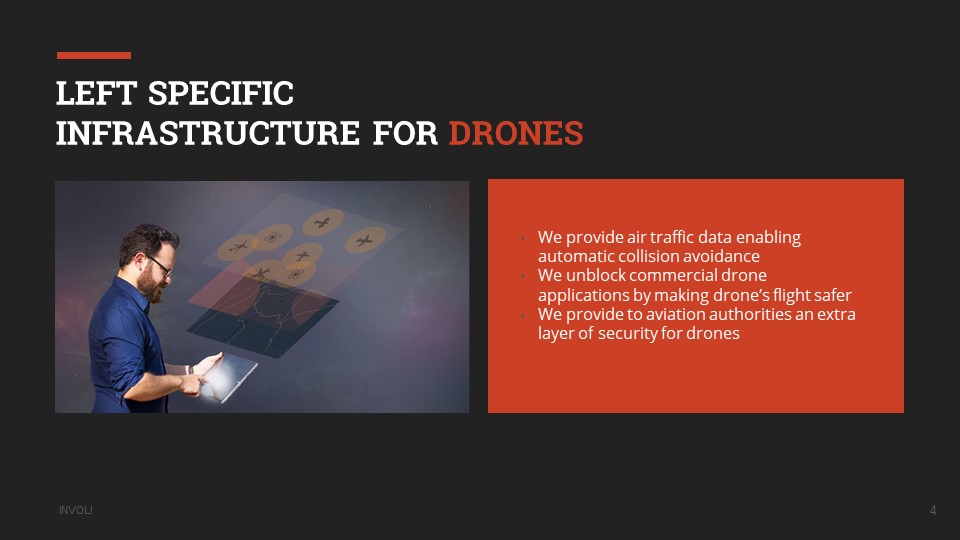 LEFT SPECIFIC
INFRASTRUCTURE FOR DRONES
We provide air traffic data enabling
automatic collision avoidance
We unblock commercial drone
applications by making drone's flight safer
We provide to aviation authorities an extra
layer of security for drones
INVOLI
4